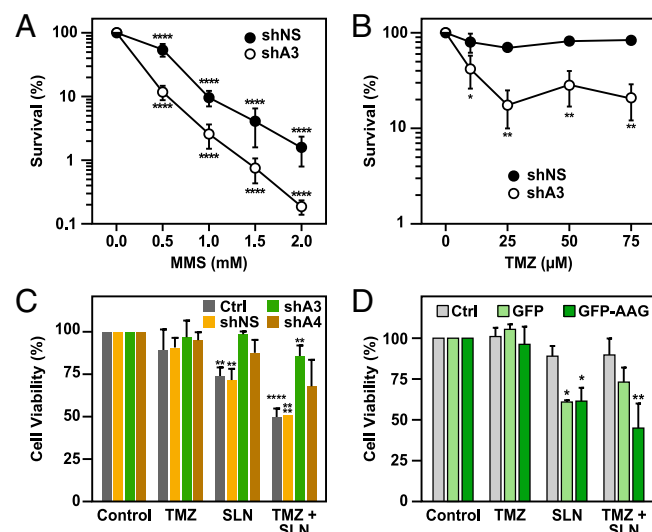 A
Survival (%)
100
10
1
0.1
shNS
shA3
****
****
****
****
****
****
****
****
0.0 0.5 1.0 1.5 2.0
MMS (mM)
B
Survival (%)
100
10
1
*
**
**
**
shNS
shA3
0 25 50 75
TMZ (µM)
C
Cell Viability (%)
100
75
50
25
0
Ctrl shA3
shNS shA4
** **
****
**
**
**
Control TMZ SLN TMZ +
SLN
D
Cell Viability (%)
100
75
50
25
0
Ctrl GFP GFP-AAG
* *
**
Control TMZ SLN TMZ +
SLN